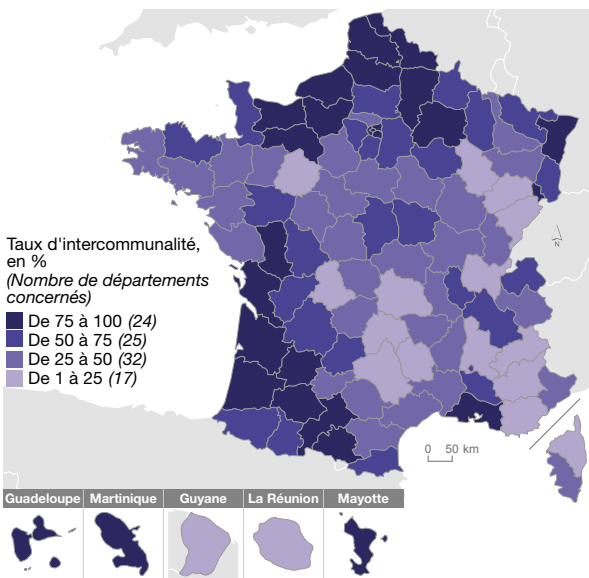 Taux d'intercommunalité,
en %
(Nombre de départements
concernés)
De 75 à 100 (24)
De 50 à 75 (25)
De 25 à 50 (32)
De 1 à 25 (17)
N
0 50 km
Guadeloupe Martinique Guyane La Réunion Mayotte